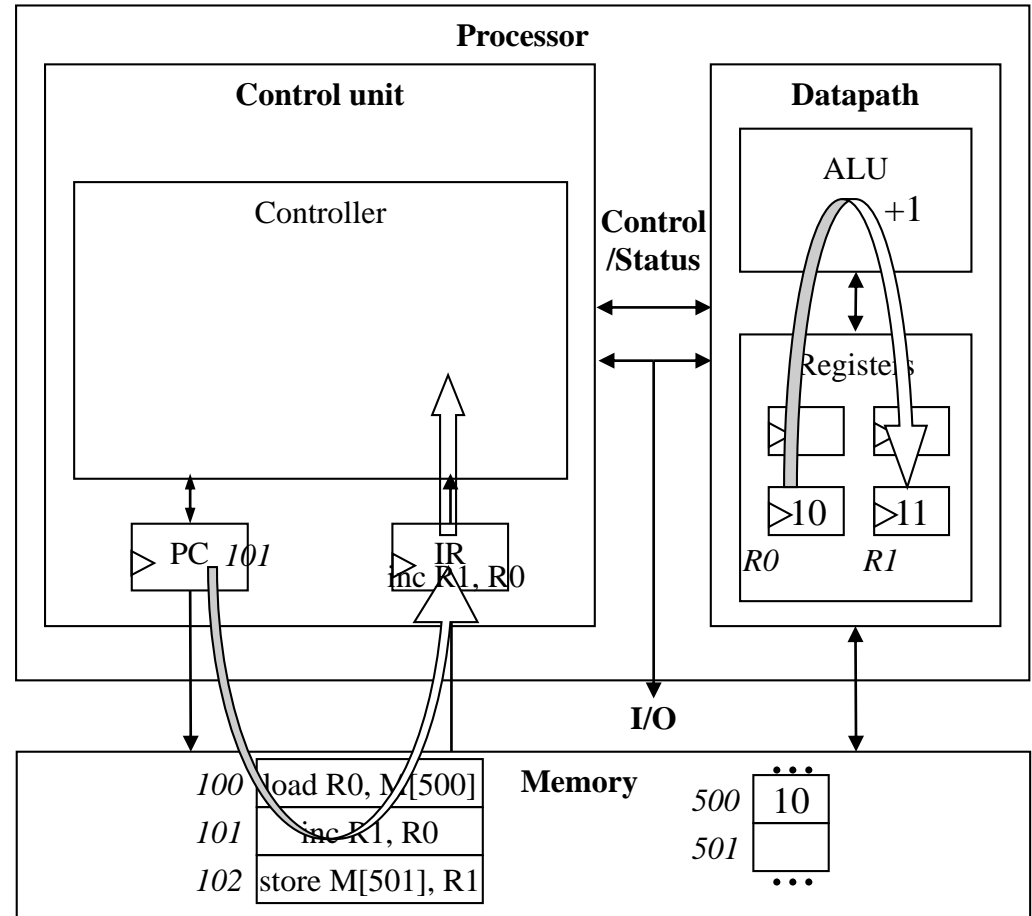 Processor
Control unit
Datapath
ALU
+1
Controller
Control
/Status
Registers
10
11
R0
R1
PC
101
IR
inc R1, R0
I/O
Memory
100
load R0, M[500]
101
inc R1, R0
102
store M[501], R1
...
500
10
501
...